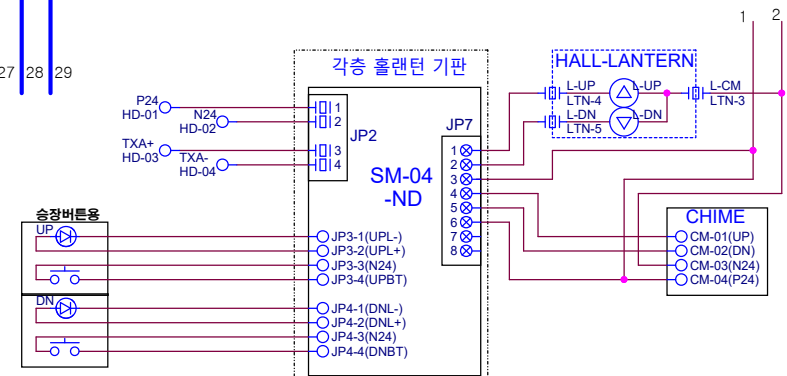 1 2
27 28 29
각층 홀랜턴 기판
HALL-LANTERN
P24
HD-01
N24
HD-02
TXA+
HD-03
TXA-
HD-04
1
2
3
4
JP2
JP7
SM-04
-ND
1
2
3
4
5
6
7
8
L-UP
LTN-4
L-UP
L-DN
LTN-5
L-DN
L-CM
LTN-3
승장버튼용
UP
DN
JP3-1(UPL-)
JP3-2(UPL+)
JP3-3(N24)
JP3-4(UPBT)
JP4-1(DNL-)
JP4-2(DNL+)
JP4-3(N24)
JP4-4(DNBT)
CHIME
CM-01(UP)
CM-02(DN)
CM-03(N24)
CM-04(P24)